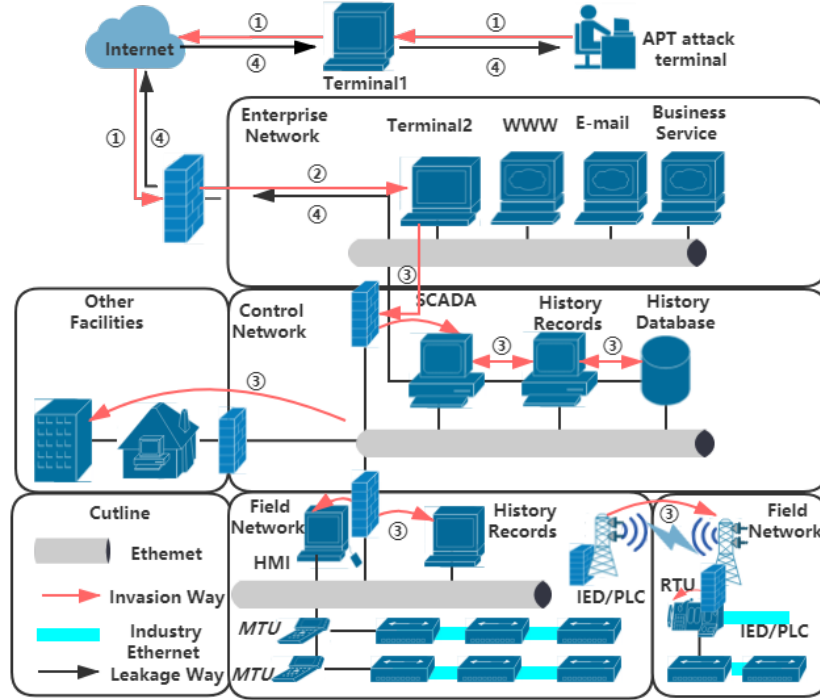 ①
①
Internet
④
④
APT attack
terminal
Terminal1
①
④
Enterprise
Network
Terminal2
WWW
E-mail
Business
Service
②
④
③
Other
Facilities
Control
Network
SCADA
History
Records
History
Database
③
③
③
Cutline
Ethemet
Invasion Way
Industry
Ethernet
Leakage Way
Field
Network
③
History
Records
HMI
MTU
MTU
IED/PLC
③
Field
Network
RTU
IED/PLC